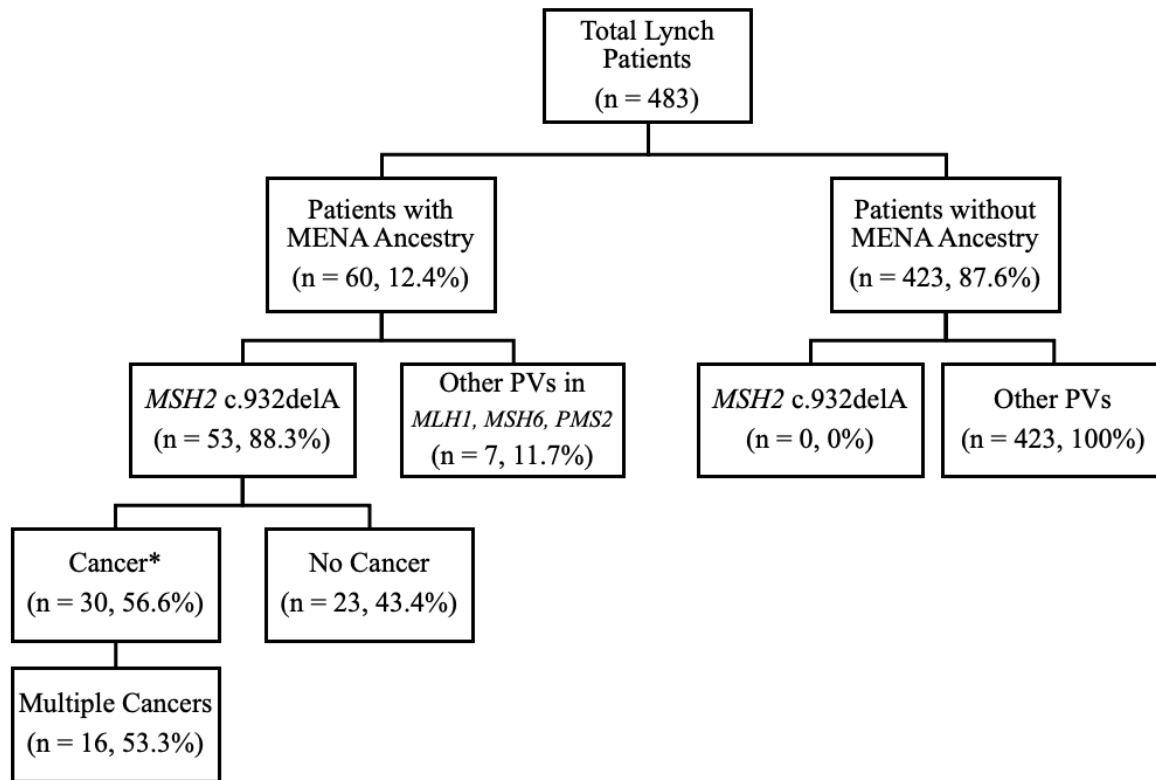 Total Lynch
Patients
(n = 483)
Patients with
MENA Ancestry
(n = 60, 12.4%)
Patients without
MENA Ancestry
(n = 423, 87.6%)
MSH2 c.932delA
(n = 53, 88.3%)
Other PVs in
MLH1, MSH6, PMS2
(n = 7, 11.7%)
MSH2 c.932delA
(n = 0, 0%)
Other PVs
(n = 423, 100%)
Cancer*
(n = 30, 56.6%)
No Cancer
(n = 23, 43.4%)
Multiple Cancers
(n = 16, 53.3%)